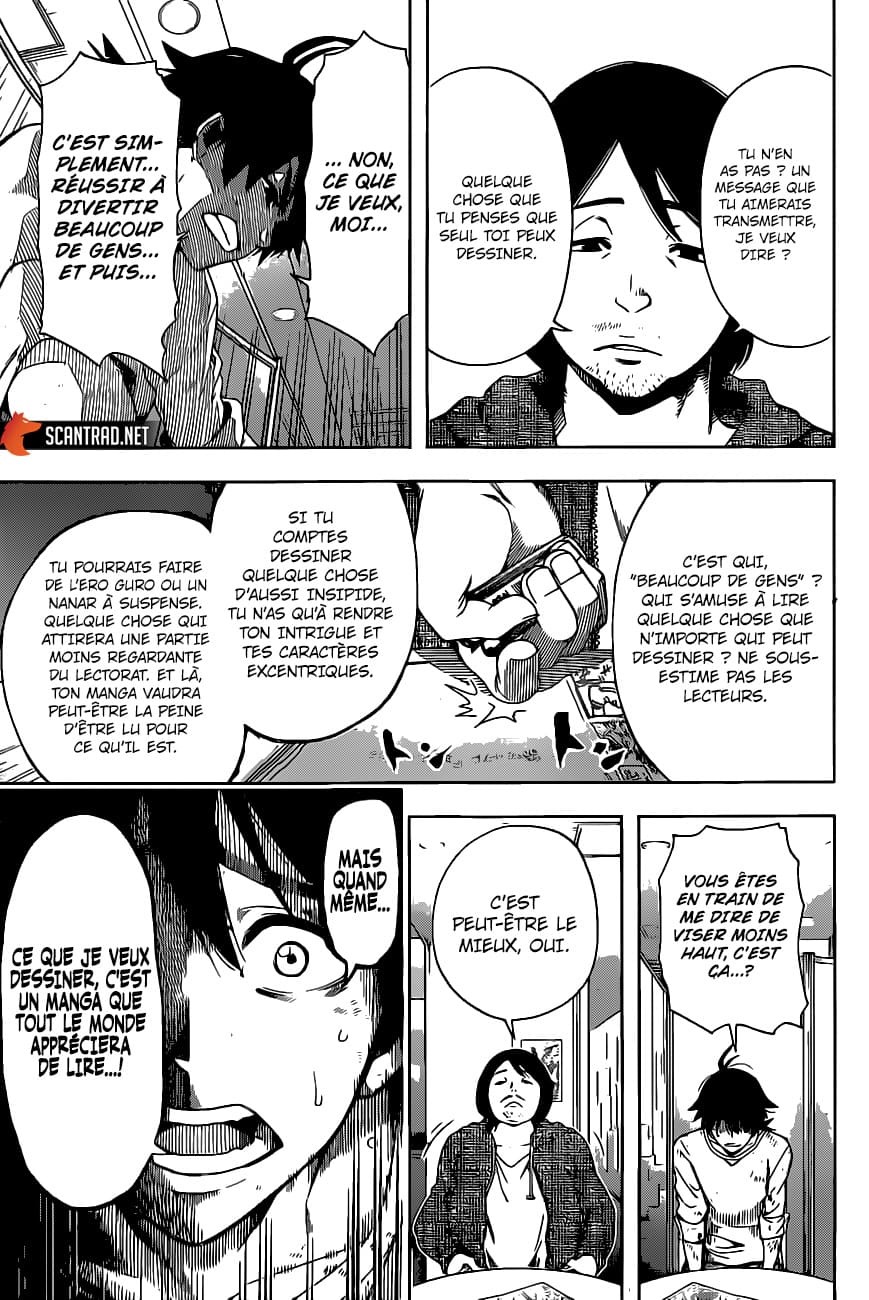 TU N'EN
AS PAS ? UN
MESSAGE QUE
TU AIMERAIS
TRANSMETTRE,
JE VEUX
DIRE ?
QUELQUE
CHOSE QUE
TU PENSES QUE
SEUL TOI PEUX
DESSINER.
... NON,
CE QUE
JE VEUX,
MOI...
C'EST SIM-
PLEMENT...
RÉUSSIR À
DIVERTIR
BEAUCOUP
DE GENS...
... ET PUIS...
SCANTRAD.NET
C'EST QUI,
"BEAUCOUP DE GENS" ?
QUI S'AMUSE À LIRE
QUELQUE CHOSE QUE
N'IMPORTE QUI PEUT
DESSINER ? NE SOUS-
ESTIME PAS LES
LECTEURS.
SI TU
COMPTES
DESSINER
QUELQUE CHOSE
D'AUSSI INSIPIDE,
TU N'AS QU'À RENDRE
TON INTRIGUE ET
TES CARACTÈRES
EXCENTRIQUES.
TU POURRAIS FAIRE
DE L'ERO GURO OU UN
NANAR À SUSPENSE.
QUELQUE CHOSE QUI
ATTIRERA UNE PARTIE
MOINS REGARDANTE
DU LECTORAT. ET LÀ,
TON MANGA VAUDRA
PEUT-ÊTRE LA PEINE
D'ÊTRE LU POUR
CE QU'IL EST.
トントン
VOUS ÊTES
EN TRAIN DE
ME DIRE DE
VISER MOINS
HAUT, C'EST
ÇA...?
C'EST
PEUT-ÊTRE LE
MIEUX, OUI.
MAIS
QUAND
MÊME...
CE QUE JE VEUX
DESSINER, C'EST
UN MANGA QUE
TOUT LE MONDE
APPRÉCIERA
DE LIRE...!